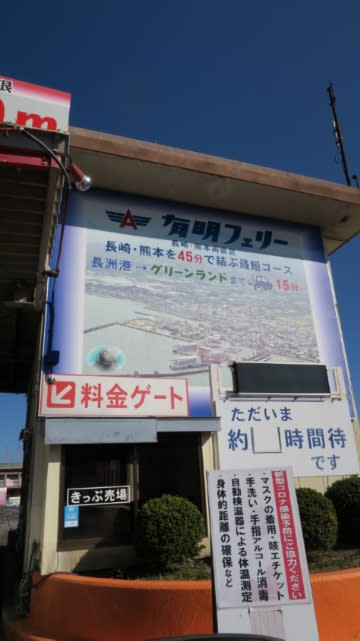 民
m
A
有明フェリー
長崎・熊本両県営
長崎・熊本を45分で結ぶ最短コース
長洲港→グリーンランドまで 15分
料金ゲート
ただいま
約 時間待
です
きっぷ売場
新型コロナ感染予防にご協力ください
・マスクの着用・咳エチケット
・手洗い・手指アルコール消毒
・自動検温器による体温測定
・身体的距離の確保など